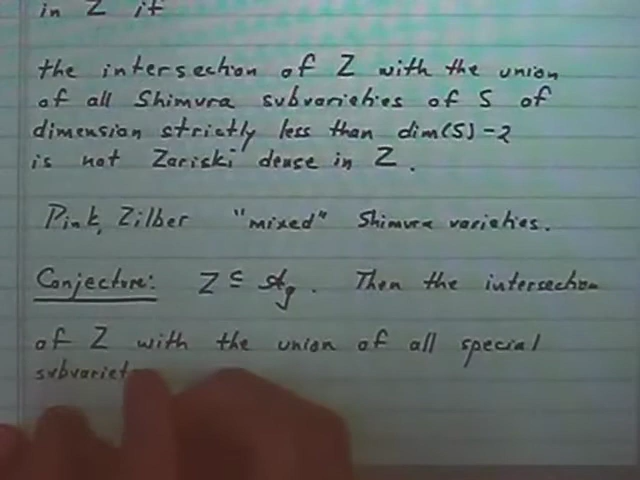 in Z if
the intersection of Z with the union
of all Shimura subvarieties of S of
dimension strictly less than dim(S)-2
is not Zariski dense in Z.
Pink, Zilber "mixed" Shimura varieties.
Conjecture: Z ⊆ 𝒜g. Then the intersection
of Z with the union of all special
subvariet